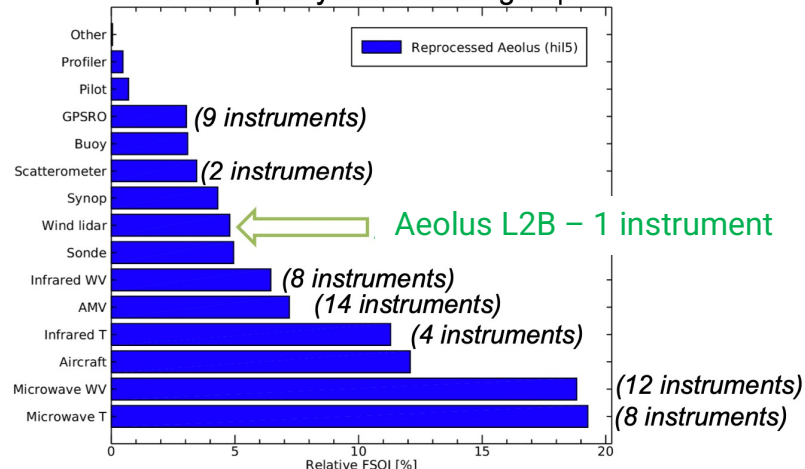 Reprocessed Aeolus (hil5)
Other
Profiler
Pilot
GPSRO (9 instruments)
Buoy
Scatterometer (2 instruments)
Synop
Wind lidar Aeolus L2B – 1 instrument
Sonde
Infrared WV (8 instruments)
AMV (14 instruments)
Infrared T (4 instruments)
Aircraft
Microwave WV (12 instruments)
Microwave T (8 instruments)
0 5 10 15 20
Relative FSOI [%]